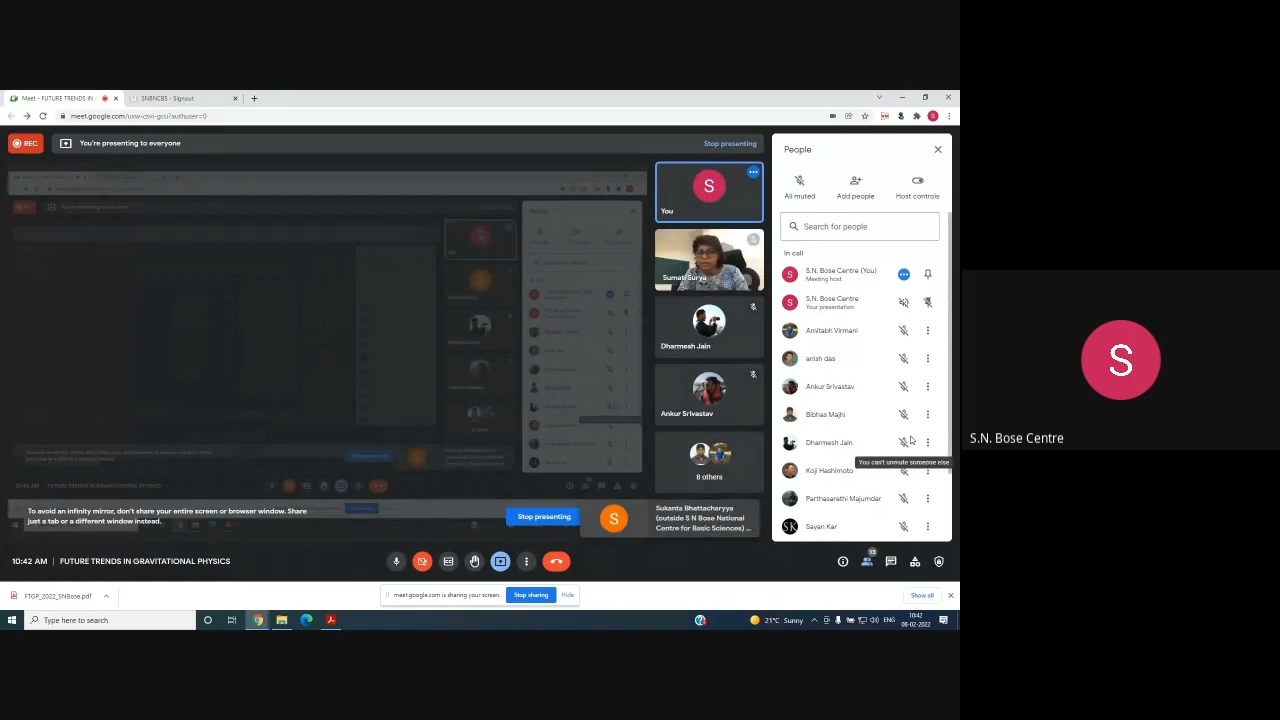 Meet - FUTURE TRENDS IN
SNBNCBS - Signout
meet.google.com/uxw-csvi-gcu?authuser=0
REC
You're presenting to everyone
Stop presenting
S
You
Sumati Surya
Dharmesh Jain
Ankur Srivastav
8 others
To avoid an infinity mirror, don't share your entire screen or browser window. Share
just a tab or a different window instead.
Stop presenting
S
Sukanta Bhattacharyya
(outside S N Bose National
Centre for Basic Sciences) ...
People
All muted
Add people
Host controls
Search for people
In call
S
S.N. Bose Centre (You)
Meeting host
S
S.N. Bose Centre
Your presentation
Amitabh Virmani
anish das
Ankur Srivastav
Bibhas Majhi
Dharmesh Jain
You can't unmute someone else
Koji Hashimoto
Parthasarathi Majumdar
SK
Sayan Kar
10:42 AM | FUTURE TRENDS IN GRAVITATIONAL PHYSICS
13
FTGP_2022_SNBose.pdf
meet.google.com is sharing your screen.
Stop sharing
Hide
Show all
Type here to search
21°C Sunny
ENG
10:42
08-02-2022
S
S.N. Bose Centre